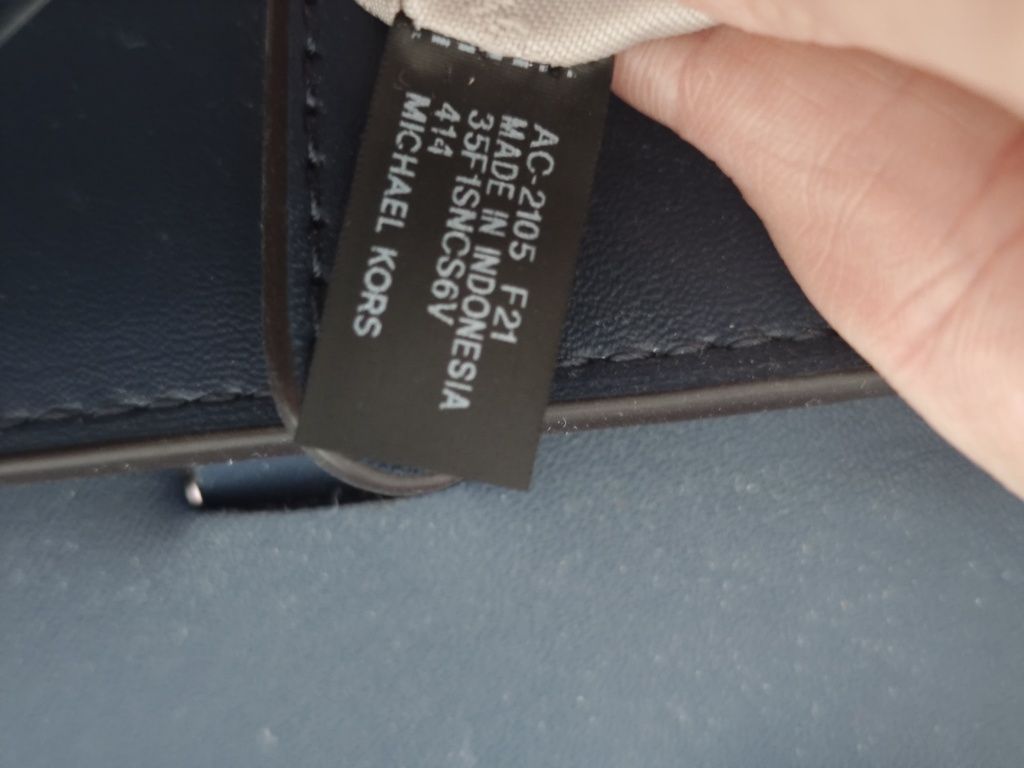 AC-2105 F21
MADE IN INDONESIA
35F1SNCS6V
414
MICHAEL KORS